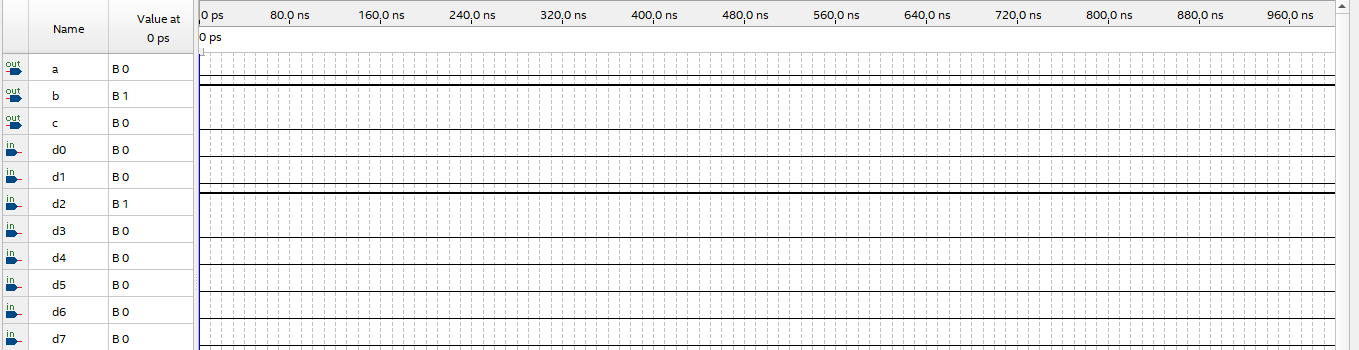 Name Value at 0 ps
0 ps 80.0 ns 160.0 ns 240.0 ns 320.0 ns 400.0 ns 480.0 ns 560.0 ns 640.0 ns 720.0 ns 800.0 ns 880.0 ns 960.0 ns
0 ps
out a B 0
out b B 1
out c B 0
in d0 B 0
in d1 B 0
in d2 B 1
in d3 B 0
in d4 B 0
in d5 B 0
in d6 B 0
in d7 B 0